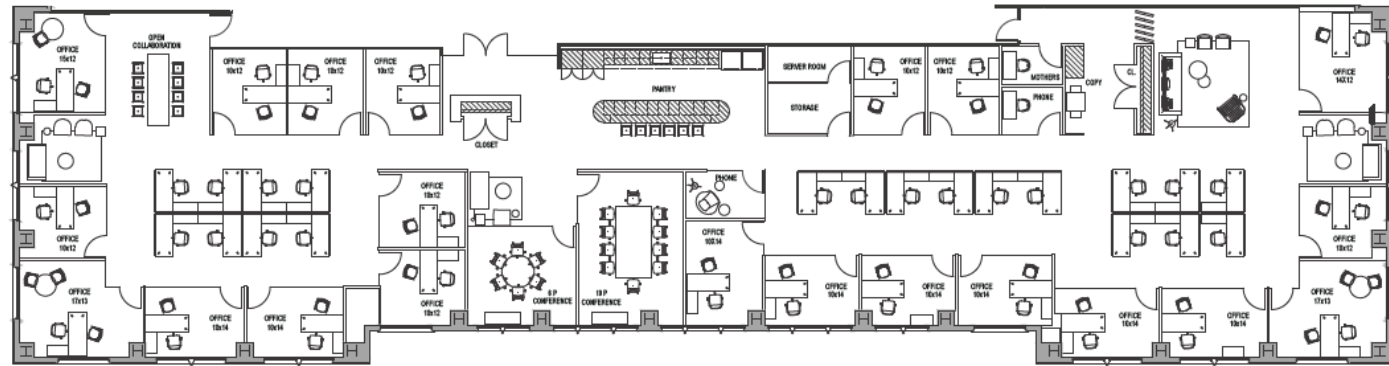 OFFICE
15x12
OPEN
COLLABORATION
OFFICE
10x12
OFFICE
10x12
OFFICE
10x12
CLOSET
PANTRY
SERVER ROOM
STORAGE
OFFICE
10x12
OFFICE
10x12
MOTHERS
PHONE
COPY
CL.
OFFICE
14X12
OFFICE
10x12
OFFICE
10x12
PHONE
OFFICE
10X14
OFFICE
10x12
OFFICE
17x13
OFFICE
10x14
OFFICE
10x14
OFFICE
10x12
6 P
CONFERENCE
10 P
CONFERENCE
OFFICE
10x14
OFFICE
10x14
OFFICE
10x14
OFFICE
10x14
OFFICE
10x14
OFFICE
17x13